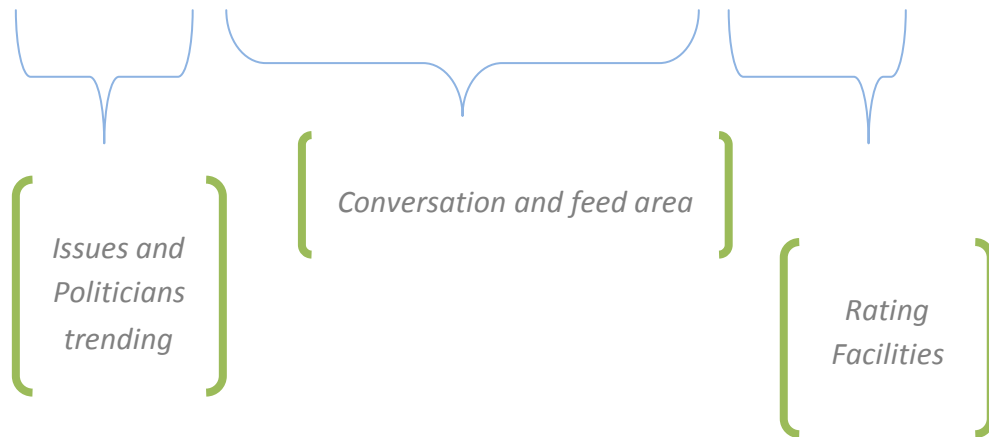 Issues and
Politicians
trending
Conversation and feed area
Rating
Facilities